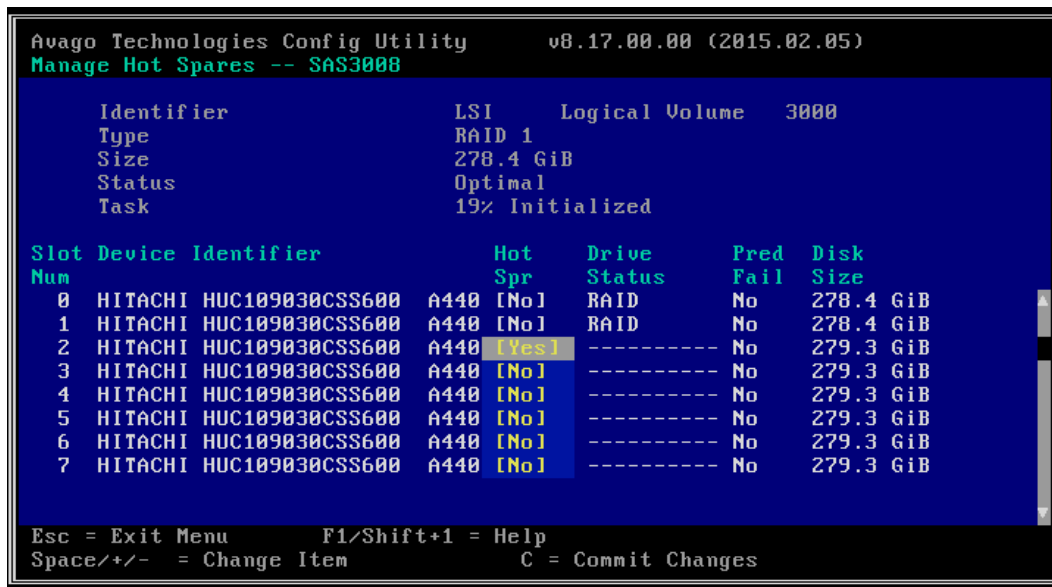 Avago Technologies Config Utility v8.17.00.00 (2015.02.05)
Manage Hot Spares -- SAS3008
Identifier LSI Logical Volume 3000
Type RAID 1
Size 278.4 GiB
Status Optimal
Task 19% Initialized
Slot Device Identifier Hot Drive Pred Disk
Num Spr Status Fail Size
0 HITACHI HUC109030CSS600 A440 [No] RAID No 278.4 GiB
1 HITACHI HUC109030CSS600 A440 [No] RAID No 278.4 GiB
2 HITACHI HUC109030CSS600 A440 [Yes] ---------- No 279.3 GiB
3 HITACHI HUC109030CSS600 A440 [No] ---------- No 279.3 GiB
4 HITACHI HUC109030CSS600 A440 [No] ---------- No 279.3 GiB
5 HITACHI HUC109030CSS600 A440 [No] ---------- No 279.3 GiB
6 HITACHI HUC109030CSS600 A440 [No] ---------- No 279.3 GiB
7 HITACHI HUC109030CSS600 A440 [No] ---------- No 279.3 GiB
Esc = Exit Menu F1/Shift+1 = Help
Space/+/- = Change Item C = Commit Changes